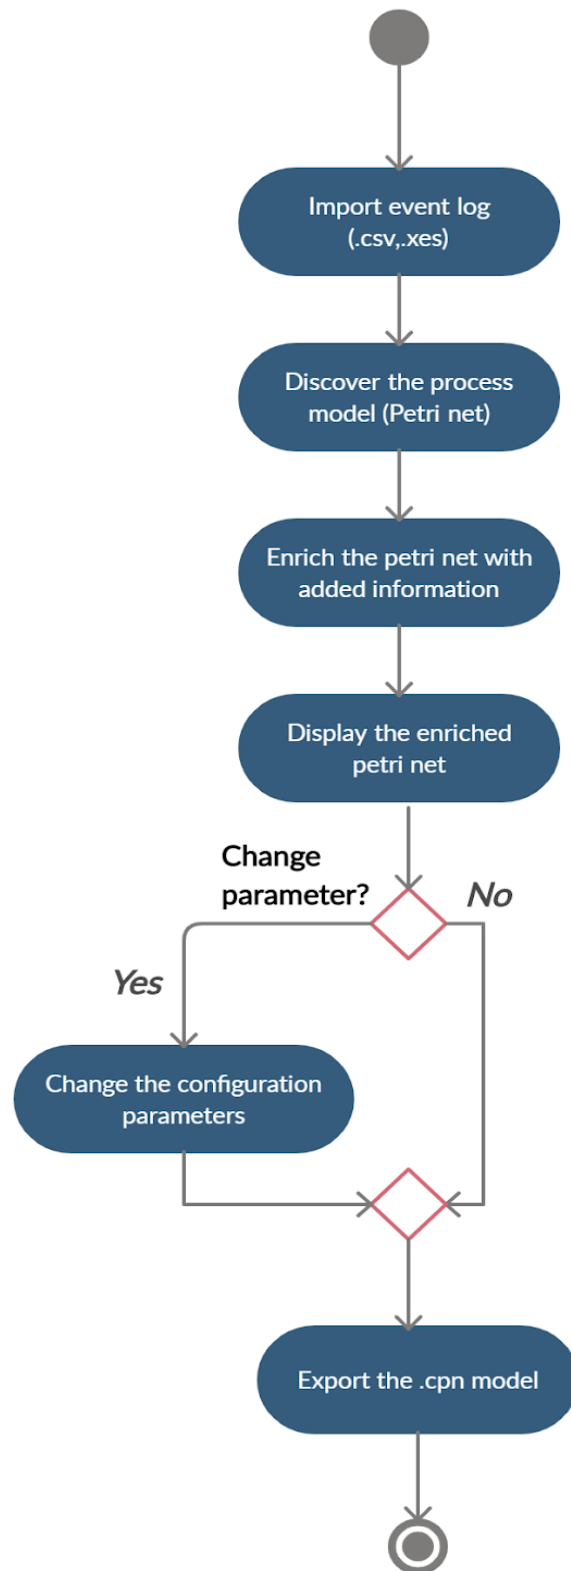 Import event log
(.csv,.xes)
Discover the process
model (Petri net)
Enrich the petri net with
added information
Display the enriched
petri net
Change
parameter?
No
Yes
Change the configuration
parameters
Export the .cpn model